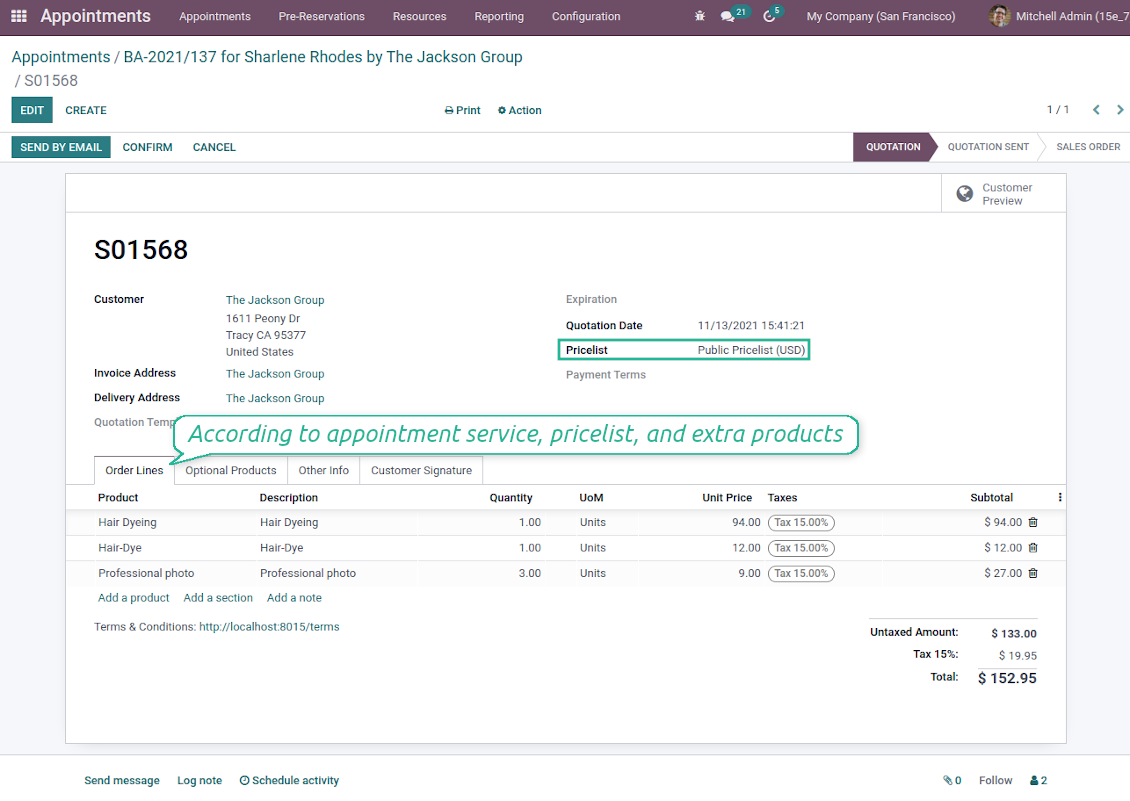 Appointments Appointments Pre-Reservations Resources Reporting Configuration 21 5 My Company (San Francisco) Mitchell Admin (15e_7
Appointments / BA-2021/137 for Sharlene Rhodes by The Jackson Group
/ S01568
EDIT CREATE Print Action 1 / 1
SEND BY EMAIL CONFIRM CANCEL QUOTATION QUOTATION SENT SALES ORDER
Customer
Preview
S01568
Customer The Jackson Group Expiration
1611 Peony Dr
Tracy CA 95377 Quotation Date 11/13/2021 15:41:21
United States Pricelist Public Pricelist (USD)
Invoice Address The Jackson Group Payment Terms
Delivery Address The Jackson Group
Quotation Temp
According to appointment service, pricelist, and extra products
Order Lines Optional Products Other Info Customer Signature
Product Description Quantity UoM Unit Price Taxes Subtotal
Hair Dyeing Hair Dyeing 1.00 Units 94.00 Tax 15.00% $ 94.00
Hair-Dye Hair-Dye 1.00 Units 12.00 Tax 15.00% $ 12.00
Professional photo Professional photo 3.00 Units 9.00 Tax 15.00% $ 27.00
Add a product Add a section Add a note
Terms & Conditions: http://localhost:8015/terms
Untaxed Amount: $ 133.00
Tax 15%: $ 19.95
Total: $ 152.95
Send message Log note Schedule activity 0 Follow 2